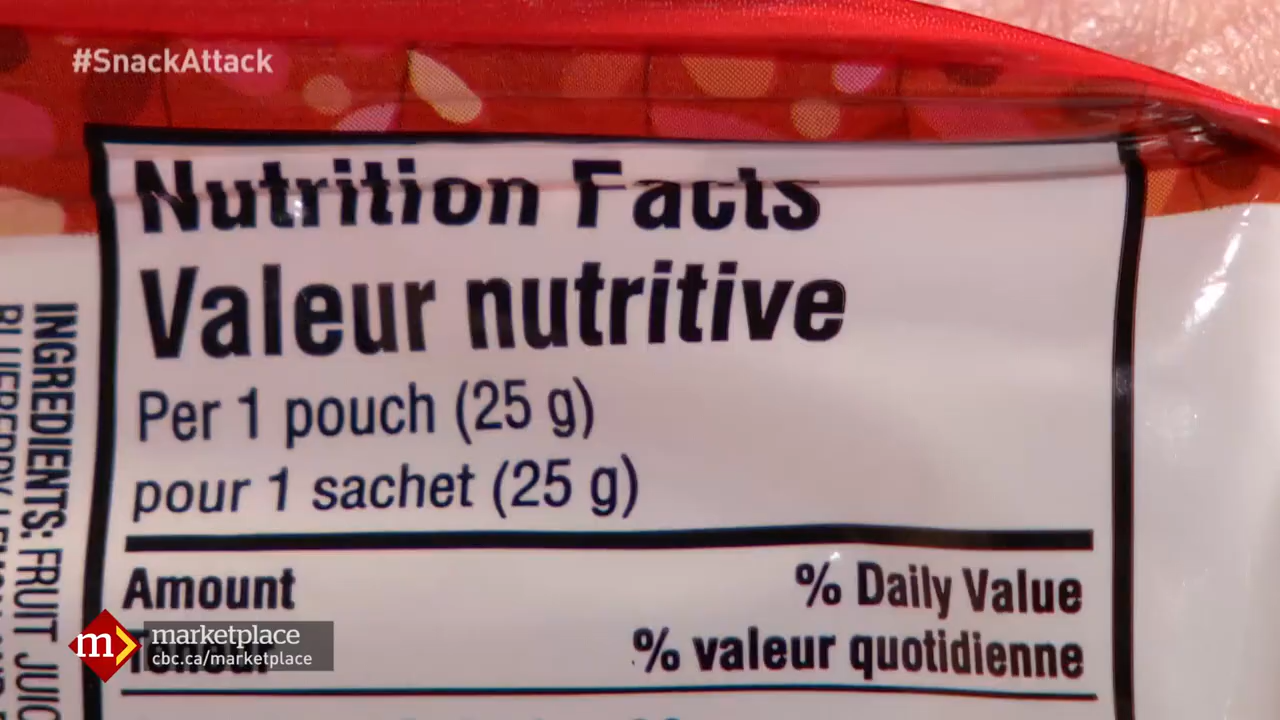 #SnackAttack
Nutrition Facts
Valeur nutritive
Per 1 pouch (25 g)
pour 1 sachet (25 g)
Amount
% Daily Value
Teneur
% valeur quotidienne
INGREDIENTS: FRUIT JUIC
m
marketplace
cbc.ca/marketplace